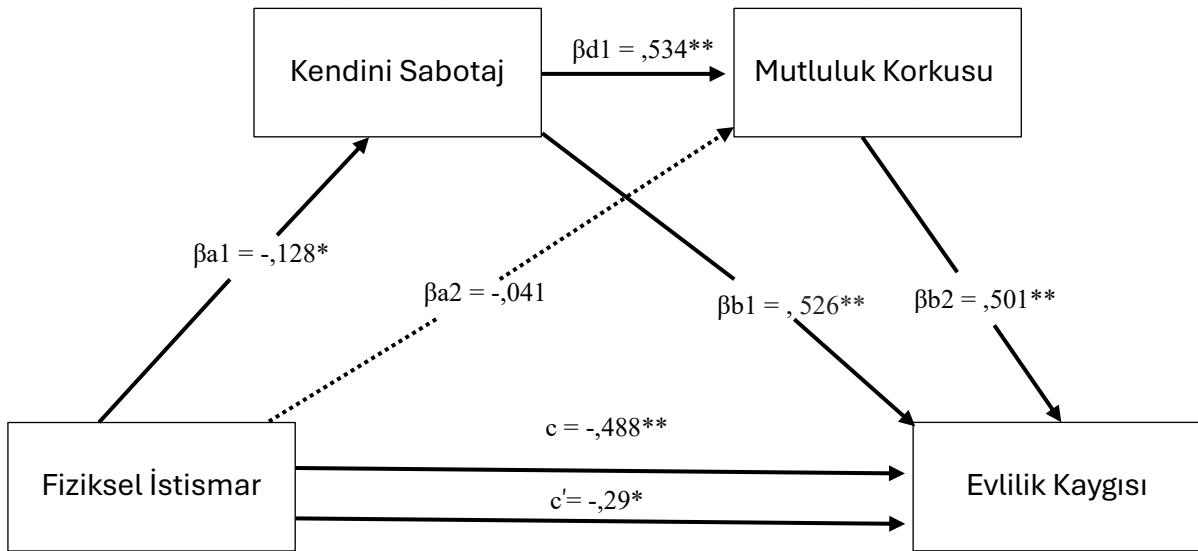 βd1 = ,534**
Kendini Sabotaj
Mutluluk Korkusu
βa1 = -,128*
βa2 = -,041
βb1 = , 526**
βb2 = ,501**
c = -,488**
Fiziksel İstismar
Evlilik Kaygısı
c'= -,29*